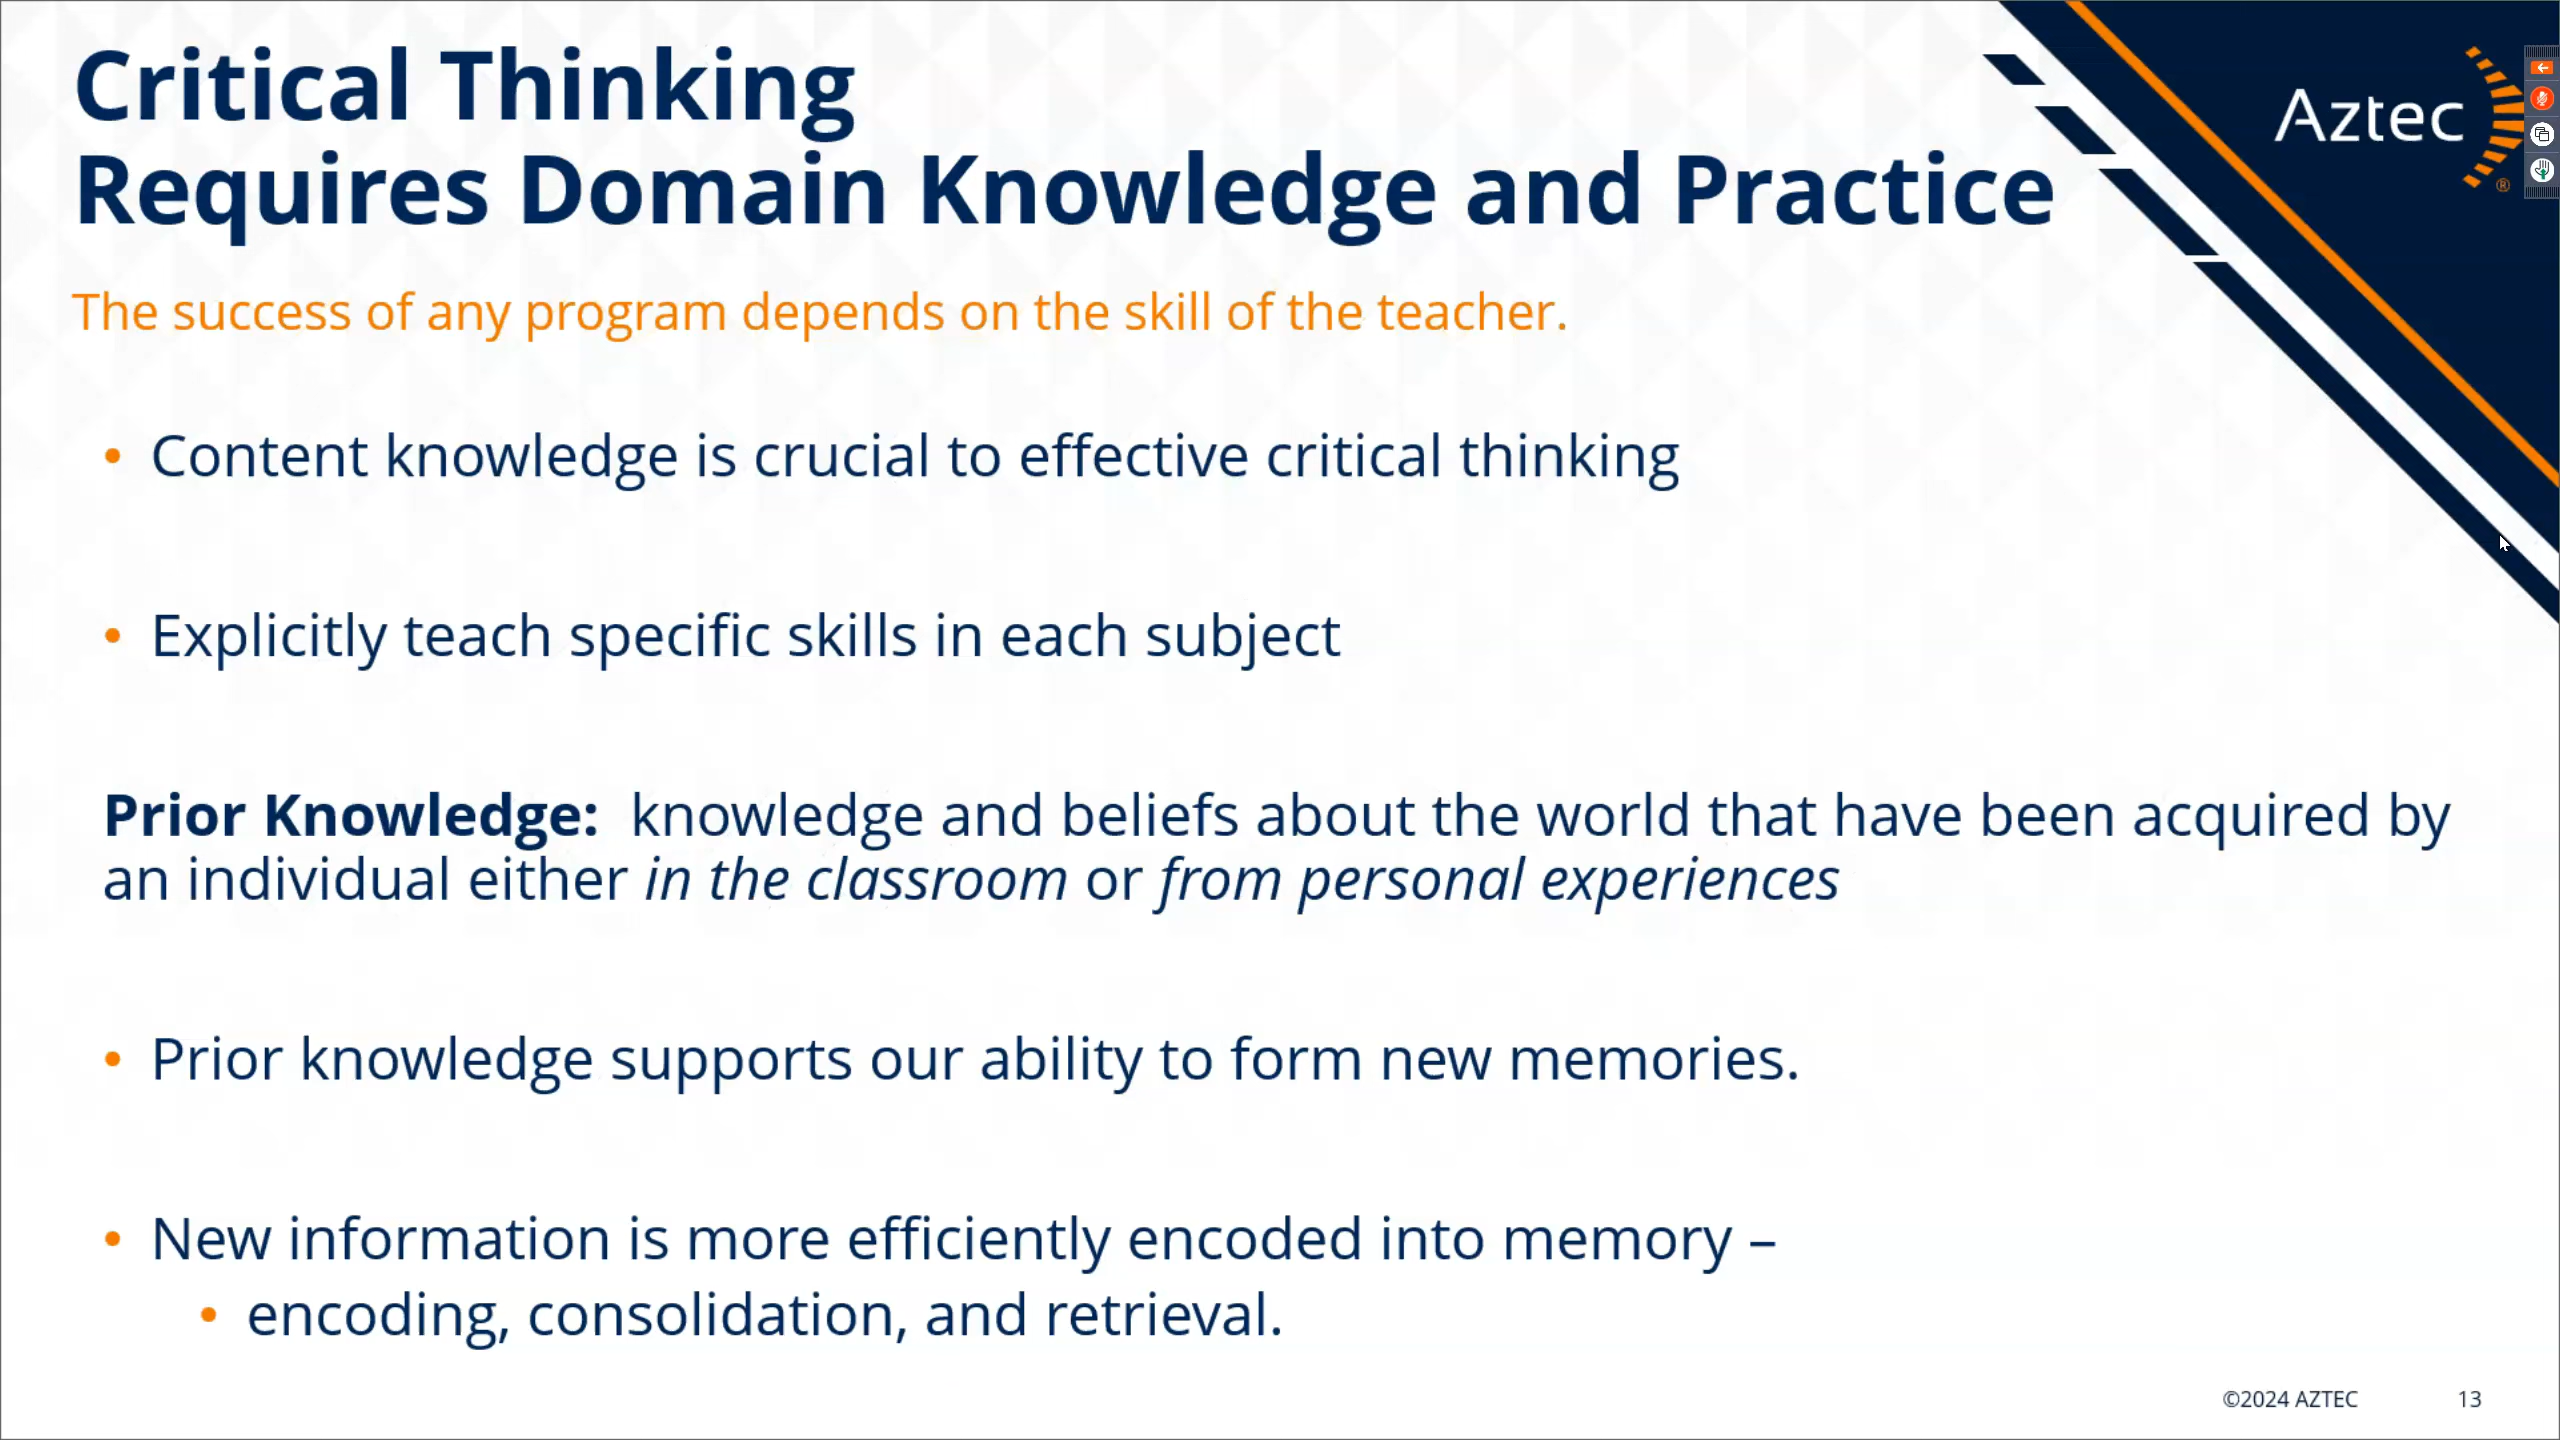 Critical Thinking
Requires Domain Knowledge and Practice
Aztec
®
The success of any program depends on the skill of the teacher.
• Content knowledge is crucial to effective critical thinking
• Explicitly teach specific skills in each subject
Prior Knowledge:  knowledge and beliefs about the world that have been acquired by
an individual either in the classroom or from personal experiences
• Prior knowledge supports our ability to form new memories.
• New information is more efficiently encoded into memory –
• encoding, consolidation, and retrieval.
©2024 AZTEC 13